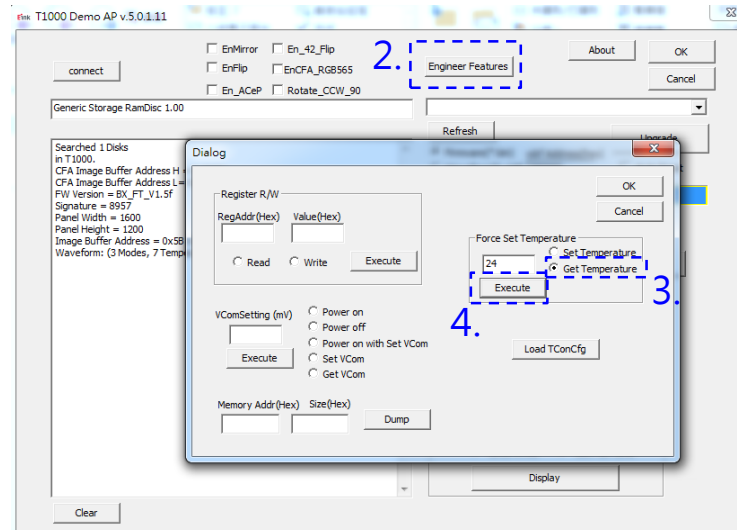 Eink T1000 Demo AP v.5.0.1.11
EnMirror
En_42_Flip
EnFlip
EnCFA_RGB565
En_ACeP
Rotate_CCW_90
connect
2.
Engineer Features
About
OK
Cancel
Generic Storage RamDisc 1.00
Refresh
Upgrade
Searched 1 Disks
in T1000.
CFA Image Buffer Address H =
CFA Image Buffer Address L=
FW Version = BX_FT_V1.5f
Signature = 8957
Panel Width = 1600
Panel Height = 1200
Image Buffer Address = 0x5B
Waveform: (3 Modes, 7 Temp
Dialog
OK
Cancel
Register R/W
RegAddr(Hex)
Value(Hex)
Read
Write
Execute
Force Set Temperature
24
Set Temperature
Get Temperature
Execute
3.
4.
VComSetting (mV)
Execute
Power on
Power off
Power on with Set VCom
Set VCom
Get VCom
Load TConCfg
Memory Addr(Hex)
Size(Hex)
Dump
Display
Clear